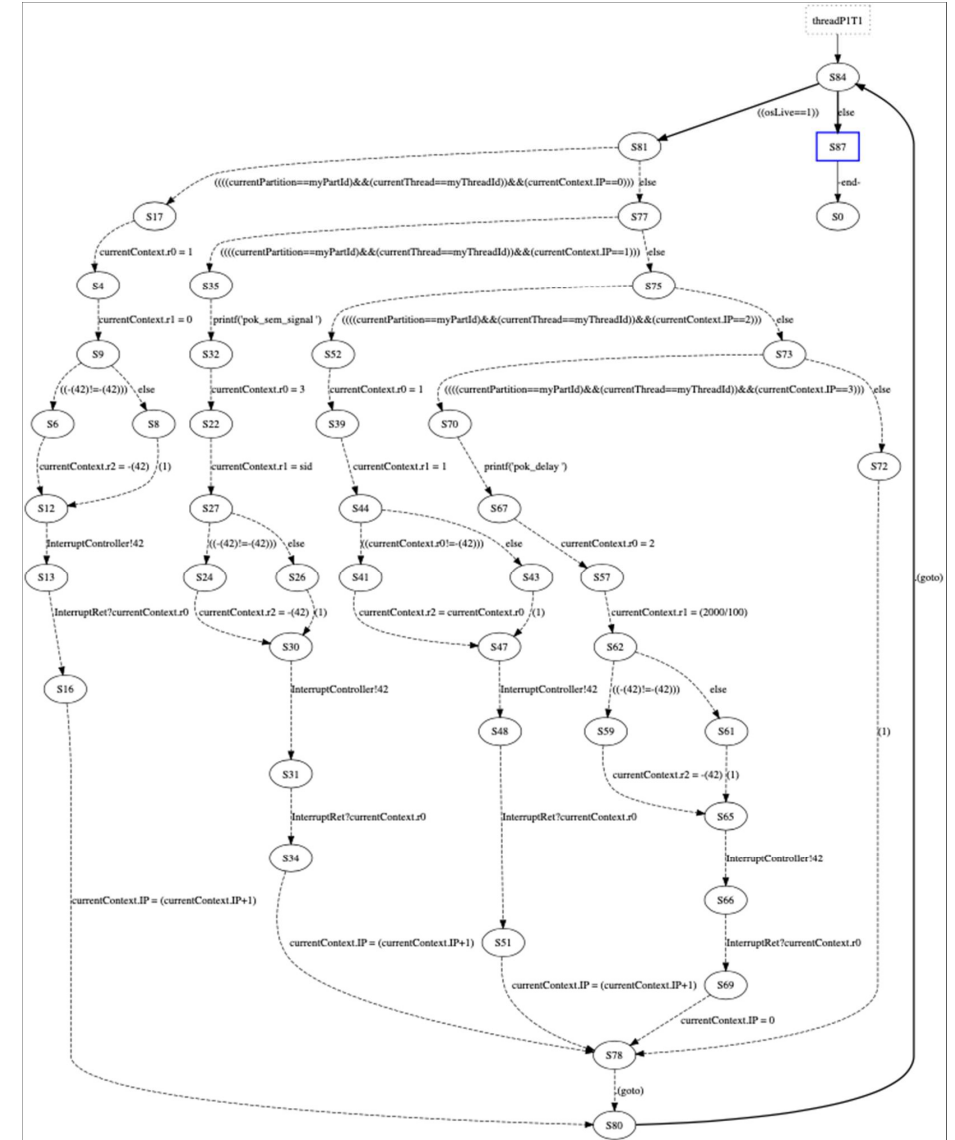 threadP1T1
S84
((osLive==1)) else
S81 S87
((((currentPartition==myPartId)&&(currentThread==myThreadId))&&(currentContext.IP==0))) else -end-
S17 S77 S0
currentContext.r0 = 1 ((((currentPartition==myPartId)&&(currentThread==myThreadId))&&(currentContext.IP==1))) else
S4 S35 S75
currentContext.r1 = 0 printf('pok_sem_signal ') ((((currentPartition==myPartId)&&(currentThread==myThreadId))&&(currentContext.IP==2))) else
S9 S32 S52 S73
((-(42)!=-(42))) else currentContext.r0 = 3 currentContext.r0 = 1 ((((currentPartition==myPartId)&&(currentThread==myThreadId))&&(currentContext.IP==3))) else
S6 S8 S22 S39 S70
currentContext.r2 = -(42) (1) currentContext.r1 = sid currentContext.r1 = 1 printf('pok_delay ') S72
S12 S27 S44 S67
InterruptController!42 ((-(42)!=-(42))) else ((currentContext.r0!=-(42))) else currentContext.r0 = 2
S13 S24 S26 S41 S43 S57 (goto)
InterruptRet?currentContext.r0 currentContext.r2 = -(42) (1) currentContext.r2 = currentContext.r0 (1) currentContext.r1 = (2000/100)
S30 S47 S62
S16 InterruptController!42 InterruptController!42 ((-(42)!=-(42))) else
S48 S59 S61 (1)
S31 currentContext.r2 = -(42) (1)
InterruptRet?currentContext.r0 InterruptRet?currentContext.r0 S65
S34 InterruptController!42
currentContext.IP = (currentContext.IP+1) S66
currentContext.IP = (currentContext.IP+1) S51 InterruptRet?currentContext.r0
currentContext.IP = (currentContext.IP+1) S69
currentContext.IP = 0
S78
(goto)
S80